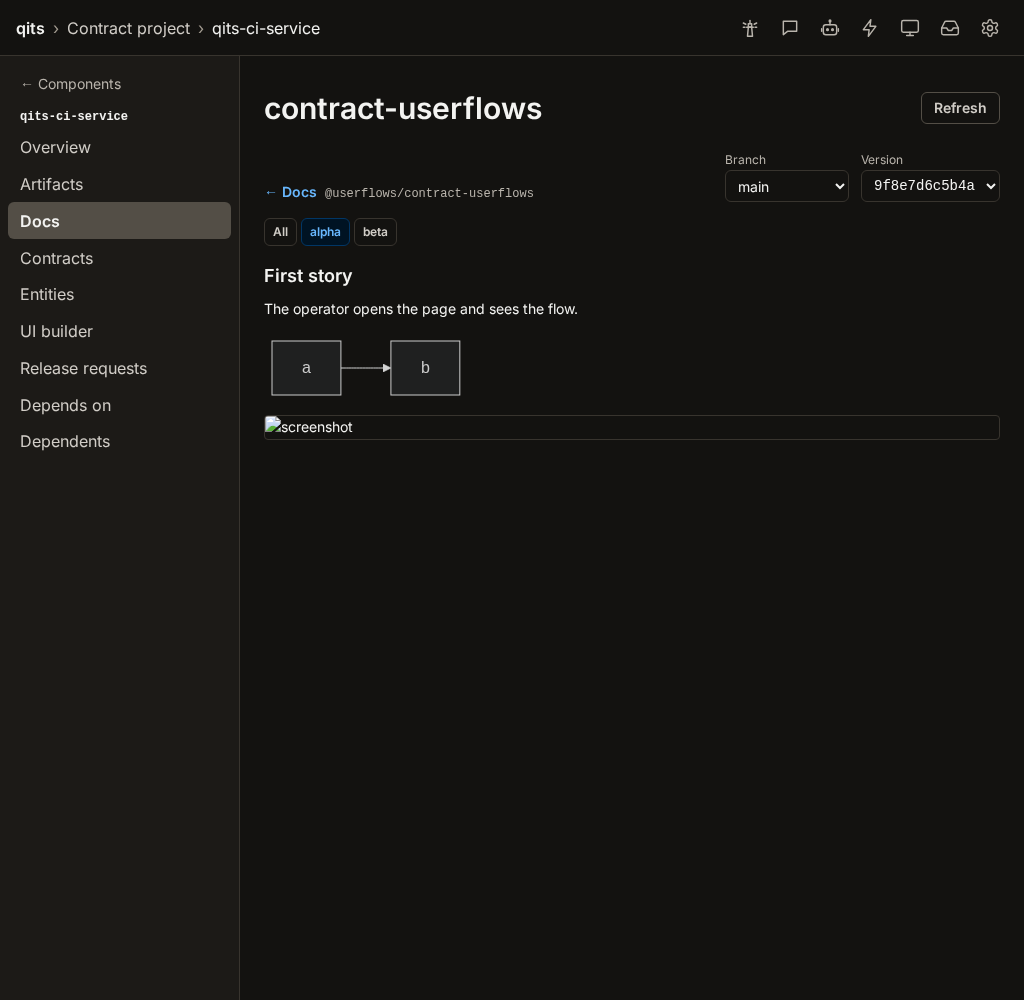 qits › Contract project › qits-ci-service
← Components
qits-ci-service
Overview
Artifacts
Docs
Contracts
Entities
UI builder
Release requests
Depends on
Dependents
contract-userflows
Refresh
← Docs @userflows/contract-userflows
Branch
main
Version
9f8e7d6c5b4a
All alpha beta
First story
The operator opens the page and sees the flow.
a b
screenshot